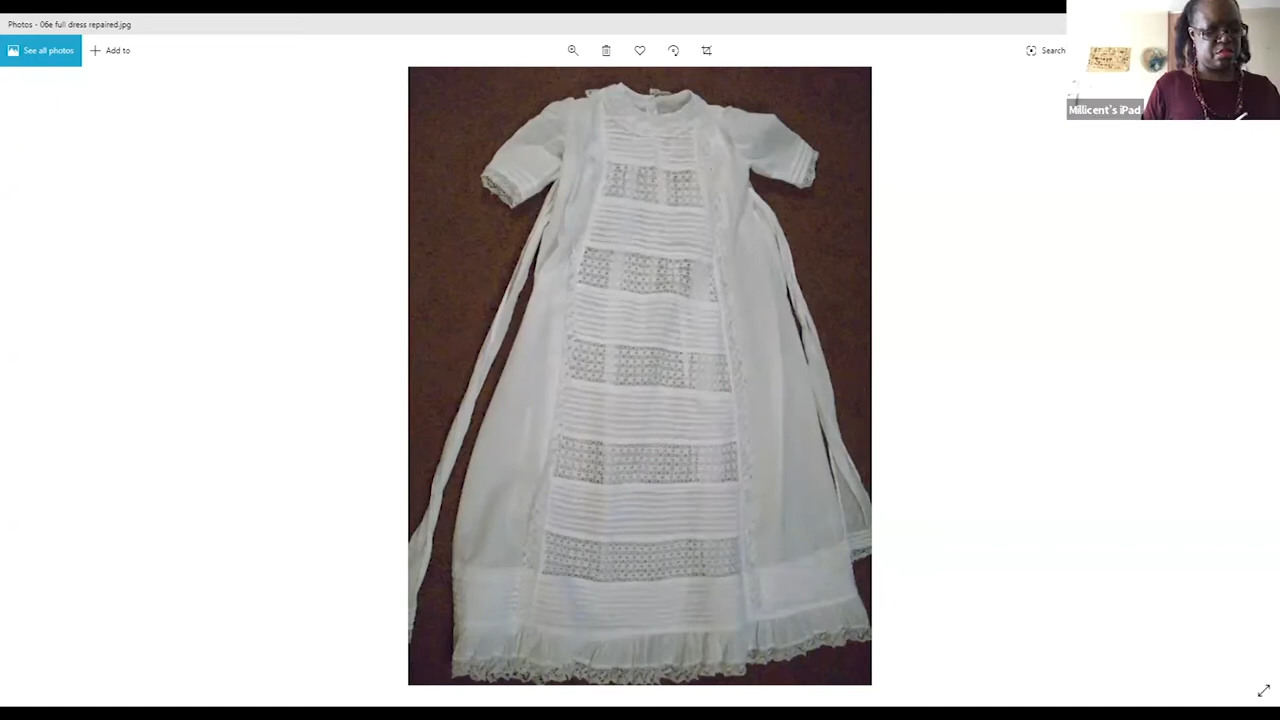 Photos - 06e full dress repaired.jpg
See all photos
Add to
Search
Millicent's iPad